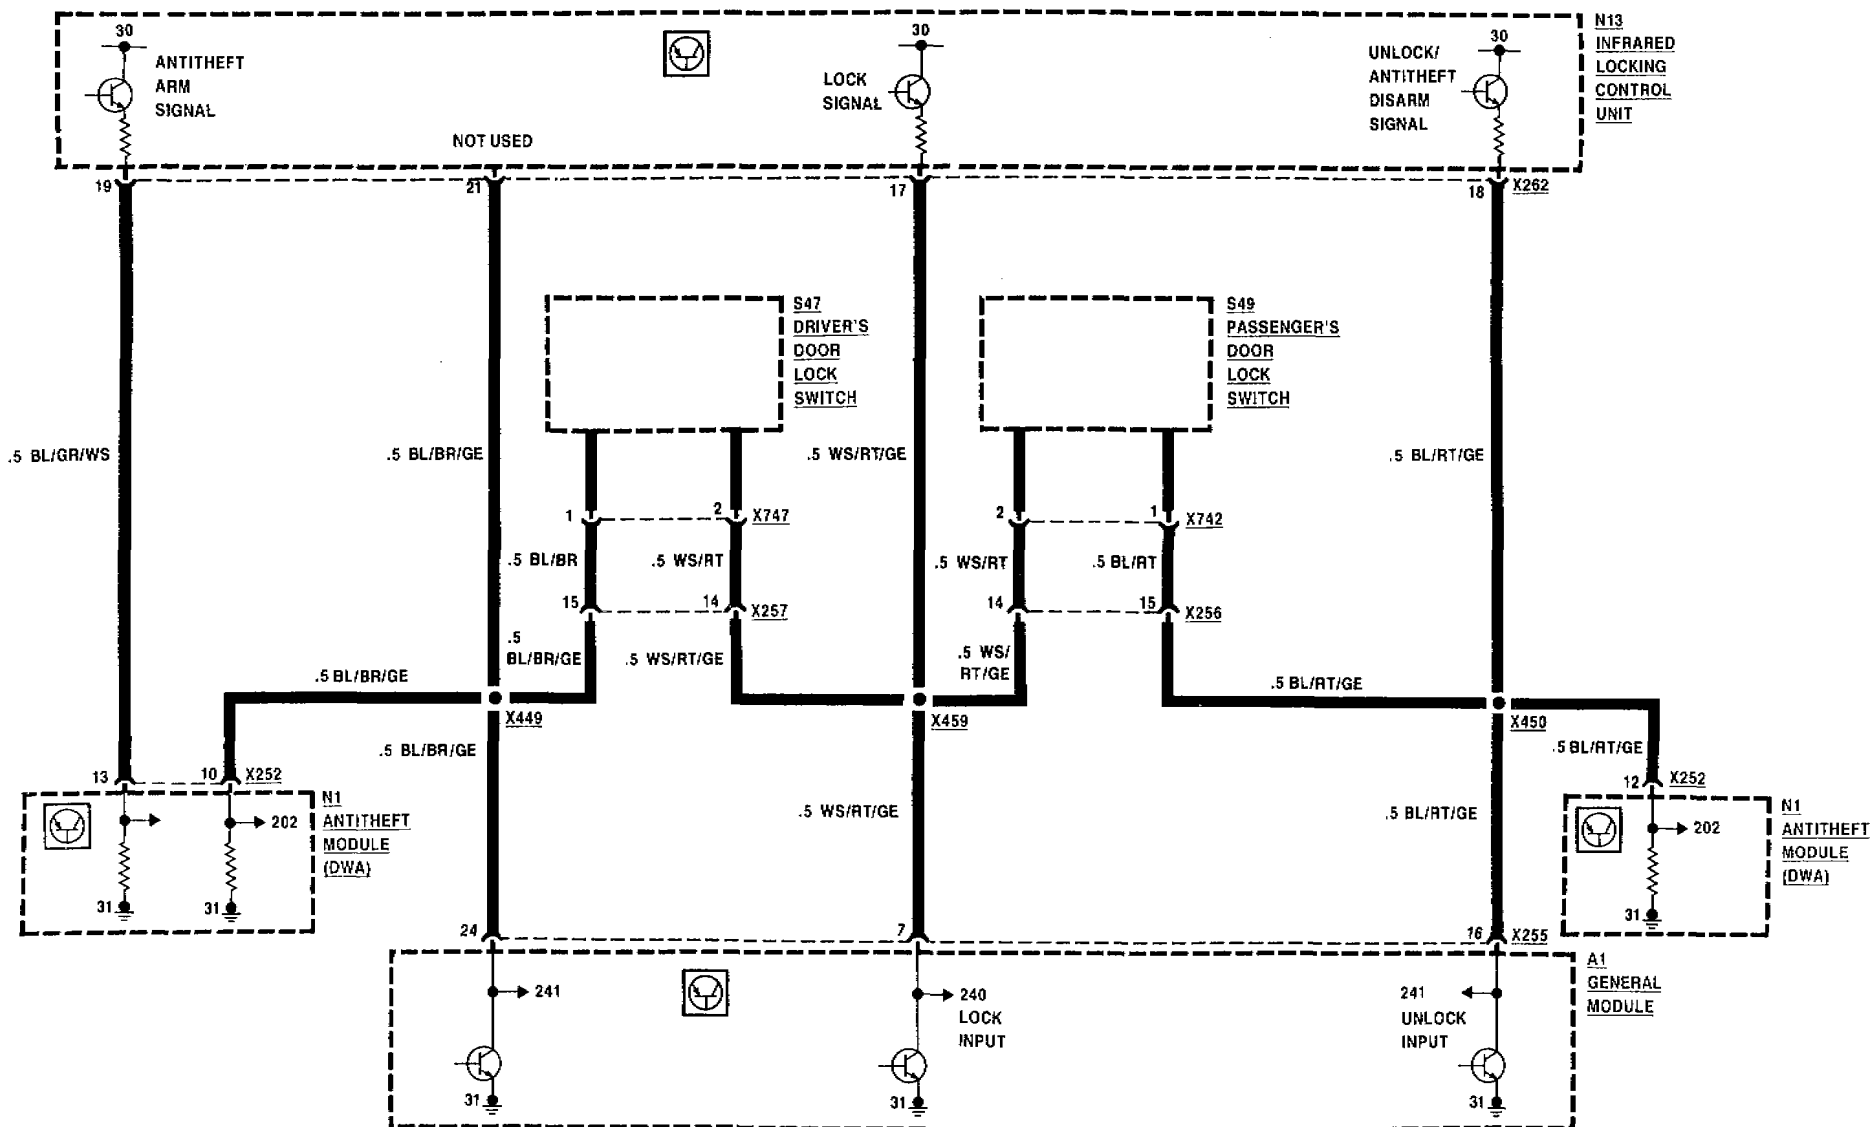 30
ANTITHEFT
ARM
SIGNAL
NOT USED
30
LOCK
SIGNAL
30
UNLOCK/
ANTITHEFT
DISARM
SIGNAL
N13
INFRARED
LOCKING
CONTROL
UNIT
19
21
17
18
X262
S47
DRIVER'S
DOOR
LOCK
SWITCH
S49
PASSENGER'S
DOOR
LOCK
SWITCH
.5 BL/GR/WS
.5 BL/BR/GE
.5 WS/RT/GE
.5 BL/RT/GE
1
2
X747
2
1
X742
.5 BL/BR
.5 WS/RT
.5 WS/RT
.5 BL/RT
15
14
X257
14
15
X256
.5
BL/BR/GE
.5 WS/RT/GE
.5 WS/
RT/GE
.5 BL/BR/GE
.5 BL/RT/GE
X449
X459
X450
.5 BL/BR/GE
.5 BL/RT/GE
13
10
X252
12
X252
.5 WS/RT/GE
.5 BL/RT/GE
202
31
31
N1
ANTITHEFT
MODULE
(DWA)
202
31
N1
ANTITHEFT
MODULE
(DWA)
24
7
16
X255
241
31
240
LOCK
INPUT
31
241
UNLOCK
INPUT
31
A1
GENERAL
MODULE